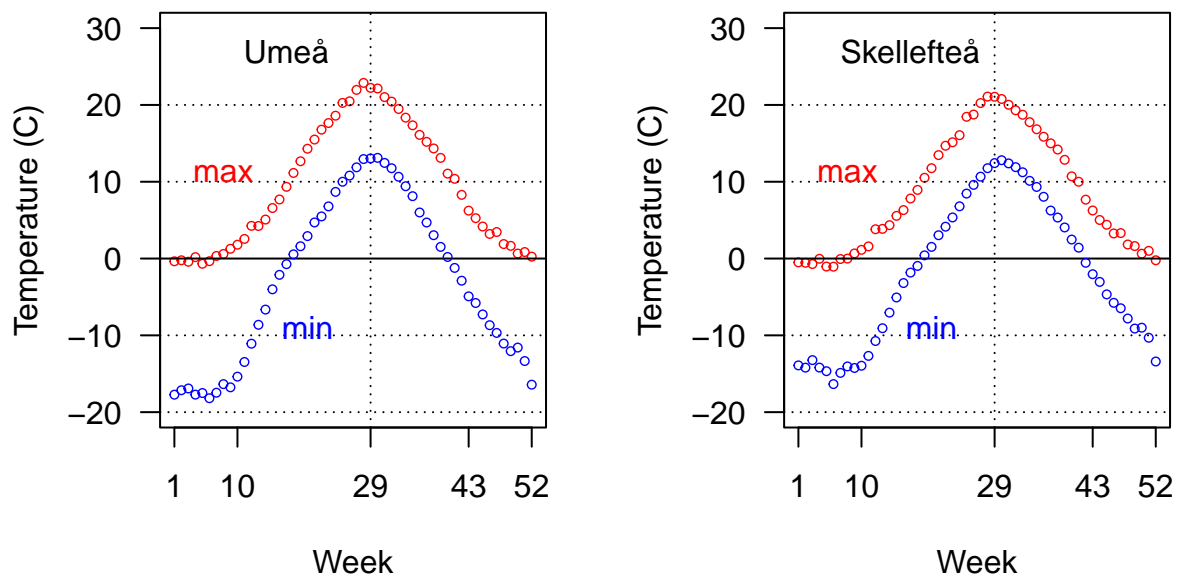 Umeå
Temperature (C)
30
20
10
0
−10
−20
max
min
1 10 29 43 52
Week
Skellefteå
Temperature (C)
30
20
10
0
−10
−20
max
min
1 10 29 43 52
Week